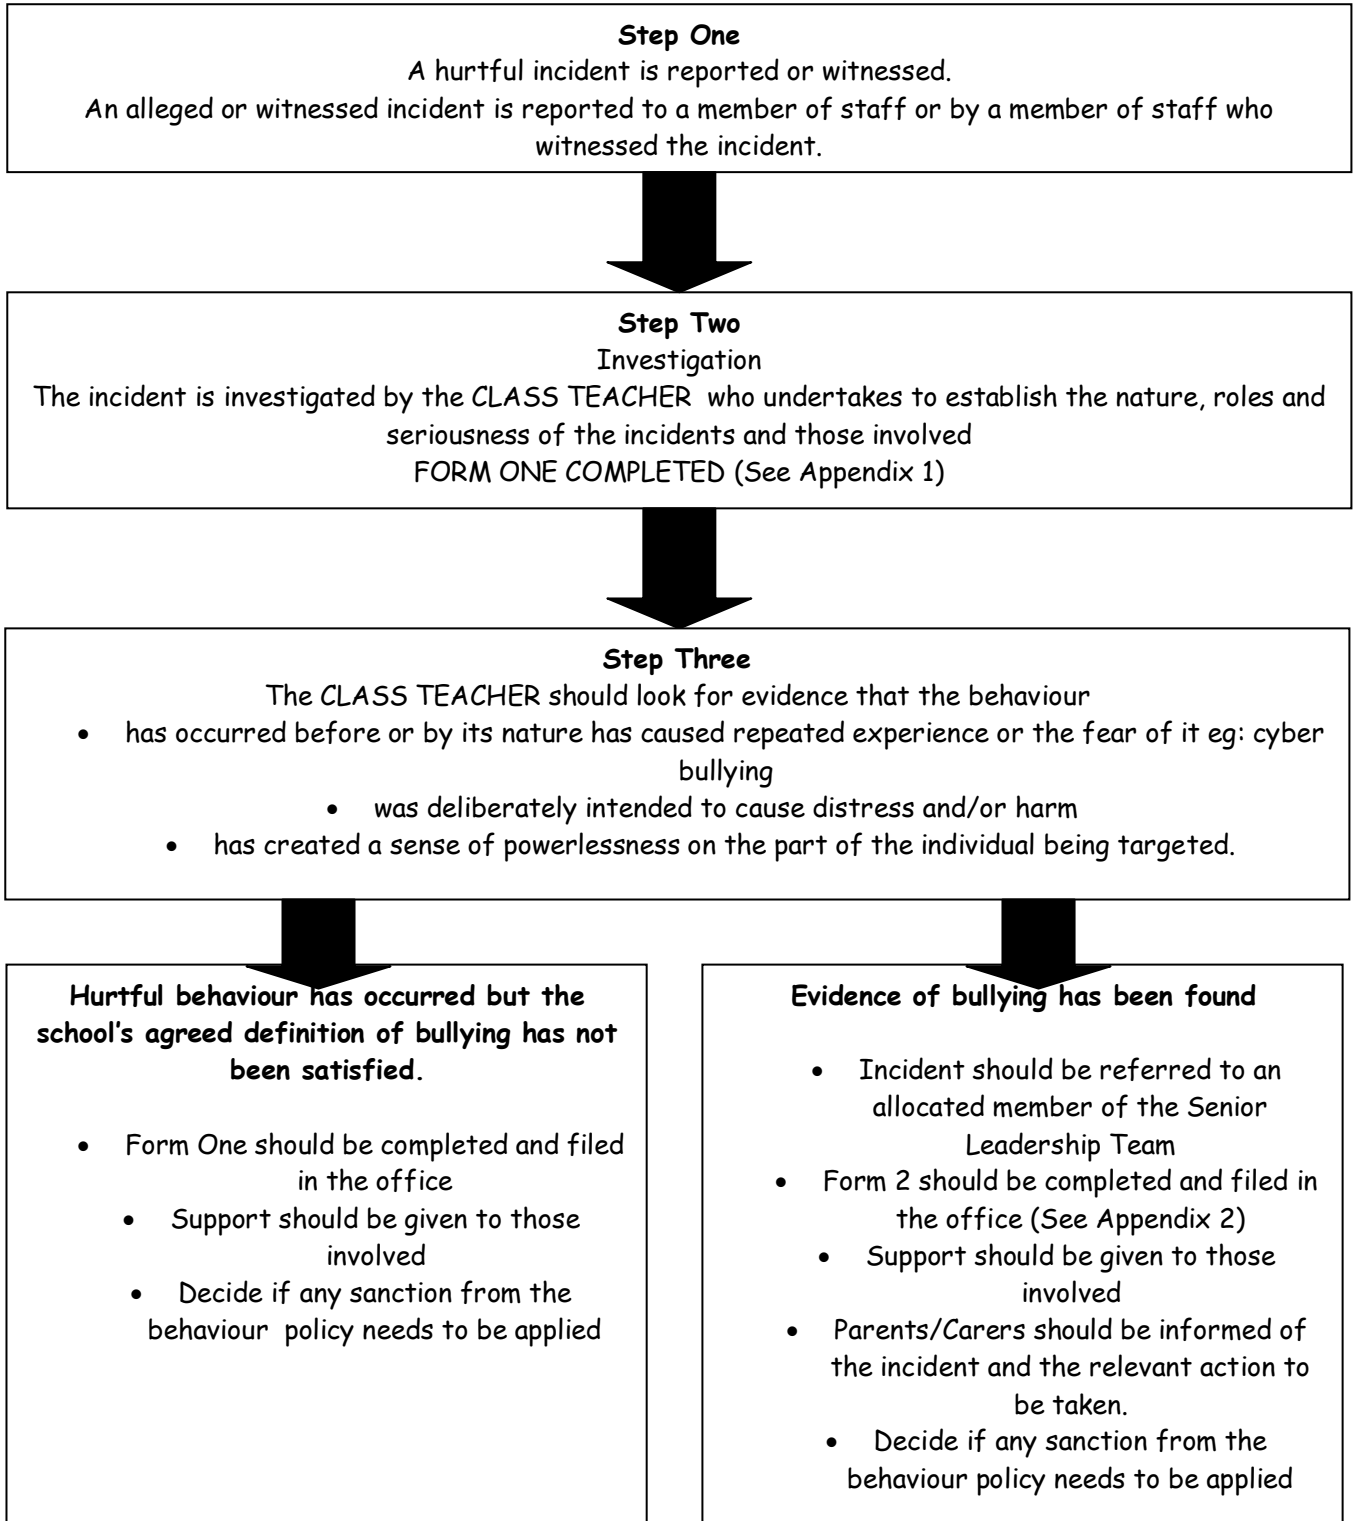 Step One
A hurtful incident is reported or witnessed.
An alleged or witnessed incident is reported to a member of staff or by a member of staff who
witnessed the incident.
Step Two
Investigation
The incident is investigated by the CLASS TEACHER  who undertakes to establish the nature, roles and
seriousness of the incidents and those involved
FORM ONE COMPLETED (See Appendix 1)
Step Three
The CLASS TEACHER should look for evidence that the behaviour
• has occurred before or by its nature has caused repeated experience or the fear of it eg: cyber
bullying
• was deliberately intended to cause distress and/or harm
• has created a sense of powerlessness on the part of the individual being targeted.
Hurtful behaviour has occurred but the
school's agreed definition of bullying has not
been satisfied.
• Form One should be completed and filed
in the office
• Support should be given to those
involved
• Decide if any sanction from the
behaviour  policy needs to be applied
Evidence of bullying has been found
• Incident should be referred to an
allocated member of the Senior
Leadership Team
• Form 2 should be completed and filed in
the office (See Appendix 2)
• Support should be given to those
involved
• Parents/Carers should be informed of
the incident and the relevant action to
be taken.
• Decide if any sanction from the
behaviour policy needs to be applied